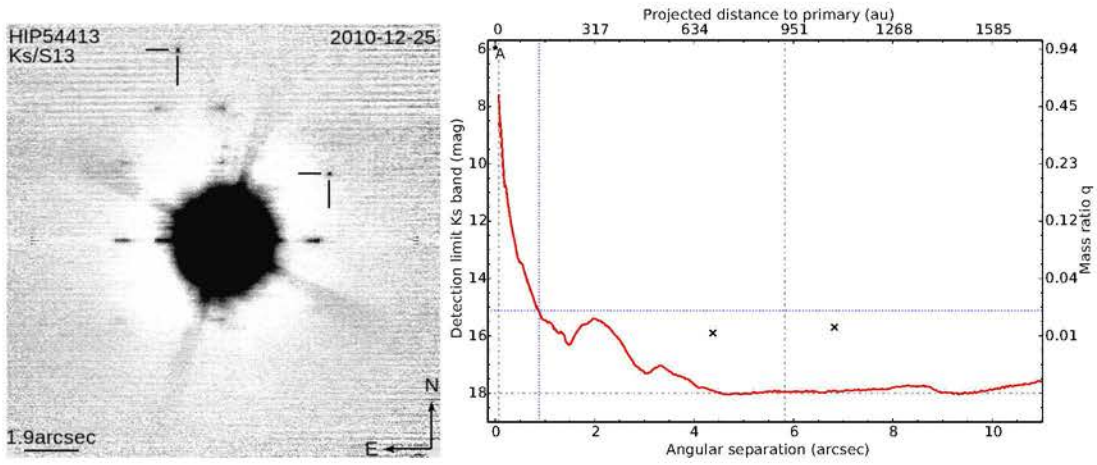 HIP54413 2010-12-25
Ks/S13
N
1.9arcsec
E
Projected distance to primary (au)
0 317 634 951 1268 1585
A
Detection limit Ks band (mag)
6
8
10
12
14
16
18
Mass ratio q
0.94
0.45
0.23
0.12
0.04
0.01
0 2 4 6 8 10
Angular separation (arcsec)